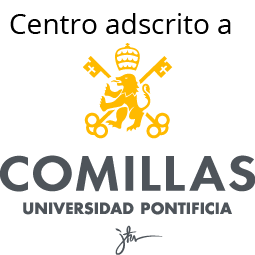 Centro adscrito a
COMILLAS
UNIVERSIDAD PONTIFICIA